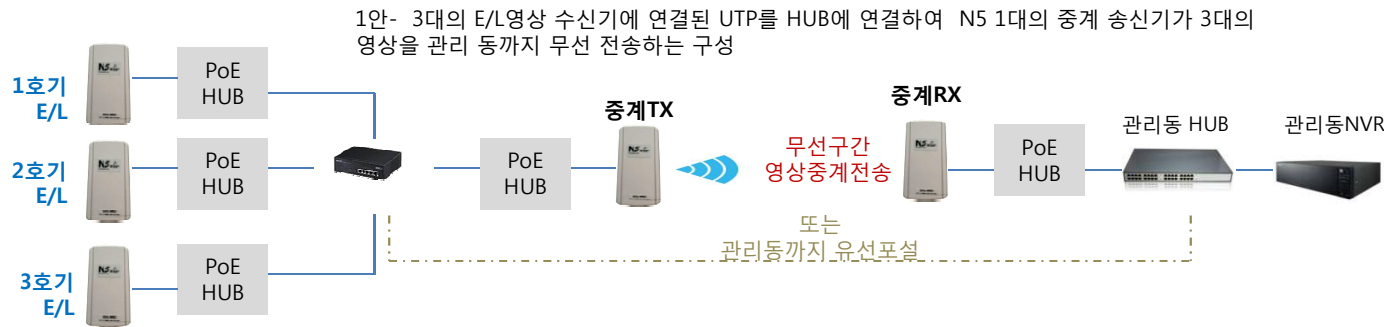 1안- 3대의 E/L영상 수신기에 연결된 UTP를 HUB에 연결하여 N5 1대의 중계 송신기가 3대의
영상을 관리 동까지 무선 전송하는 구성
1호기
E/L
N5
PoE
HUB
2호기
E/L
N5
PoE
HUB
3호기
E/L
N5
PoE
HUB
PoE
HUB
중계TX
N5
무선구간
영상중계전송
중계RX
N5
PoE
HUB
관리동 HUB
관리동NVR
또는
관리동까지 유선포설